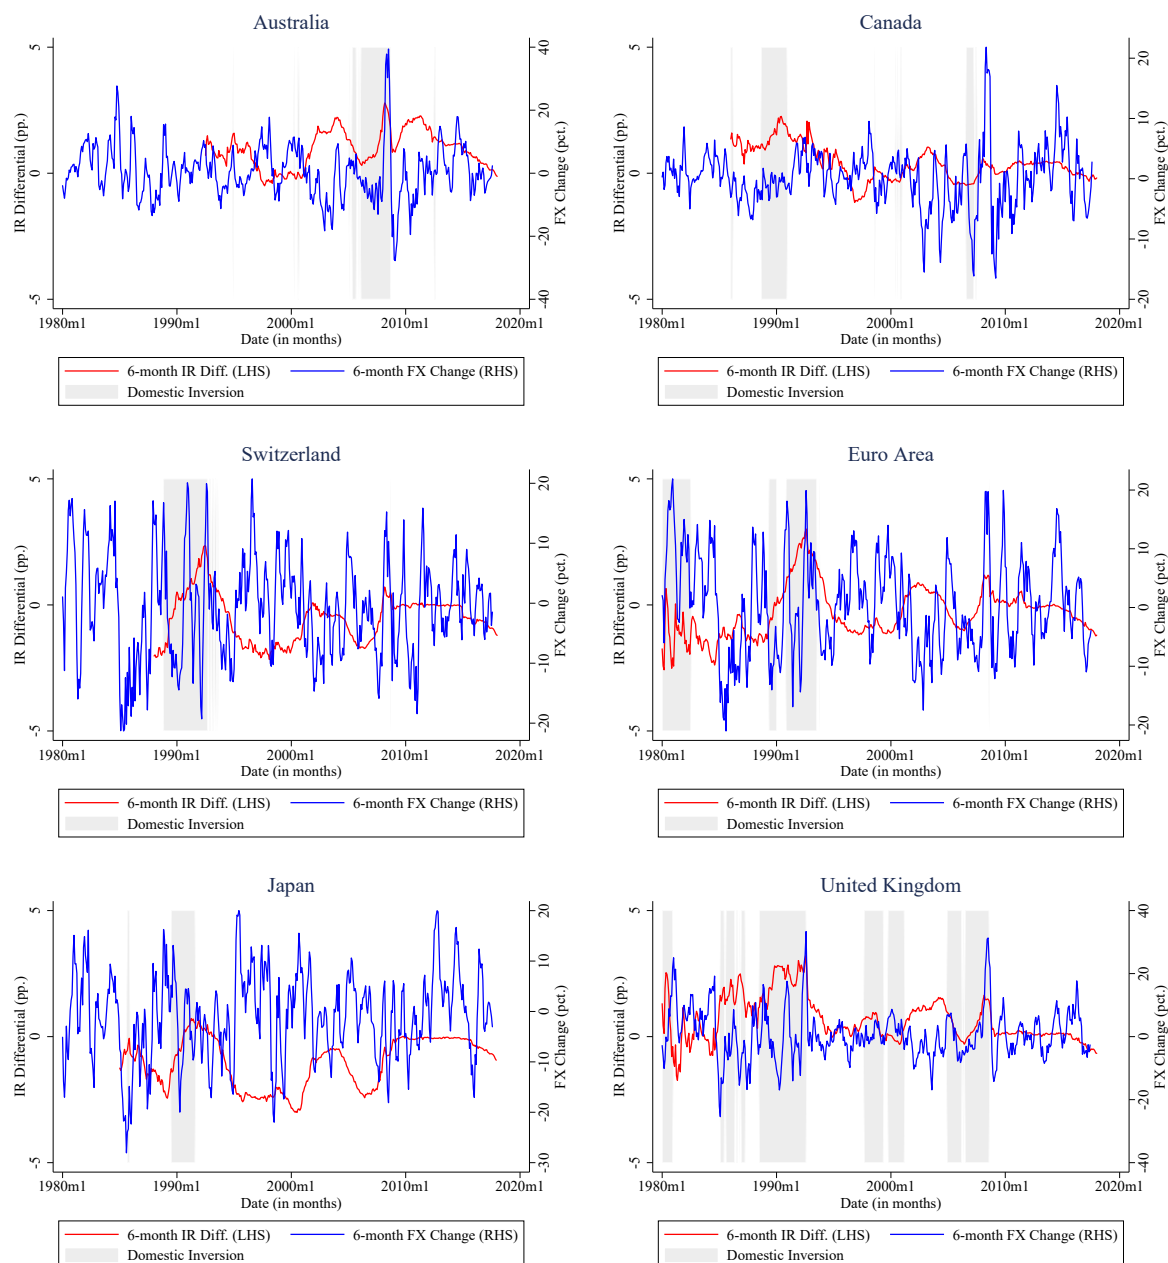 Australia
IR Differential (pp.)
5
0
-5
FX Change (pct.)
40
20
0
-20
-40
1980m1 1990m1 2000m1 2010m1 2020m1
Date (in months)
6-month IR Diff. (LHS) 6-month FX Change (RHS)
Domestic Inversion
Canada
IR Differential (pp.)
5
0
-5
FX Change (pct.)
20
10
0
-10
-20
1980m1 1990m1 2000m1 2010m1 2020m1
Date (in months)
6-month IR Diff. (LHS) 6-month FX Change (RHS)
Domestic Inversion
Switzerland
IR Differential (pp.)
5
0
-5
FX Change (pct.)
20
10
0
-10
-20
1980m1 1990m1 2000m1 2010m1 2020m1
Date (in months)
6-month IR Diff. (LHS) 6-month FX Change (RHS)
Domestic Inversion
Euro Area
IR Differential (pp.)
5
0
-5
FX Change (pct.)
20
10
0
-10
-20
1980m1 1990m1 2000m1 2010m1 2020m1
Date (in months)
6-month IR Diff. (LHS) 6-month FX Change (RHS)
Domestic Inversion
Japan
IR Differential (pp.)
5
0
-5
FX Change (pct.)
20
10
0
-10
-20
-30
1980m1 1990m1 2000m1 2010m1 2020m1
Date (in months)
6-month IR Diff. (LHS) 6-month FX Change (RHS)
Domestic Inversion
United Kingdom
IR Differential (pp.)
5
0
-5
FX Change (pct.)
40
20
0
-20
-40
1980m1 1990m1 2000m1 2010m1 2020m1
Date (in months)
6-month IR Diff. (LHS) 6-month FX Change (RHS)
Domestic Inversion